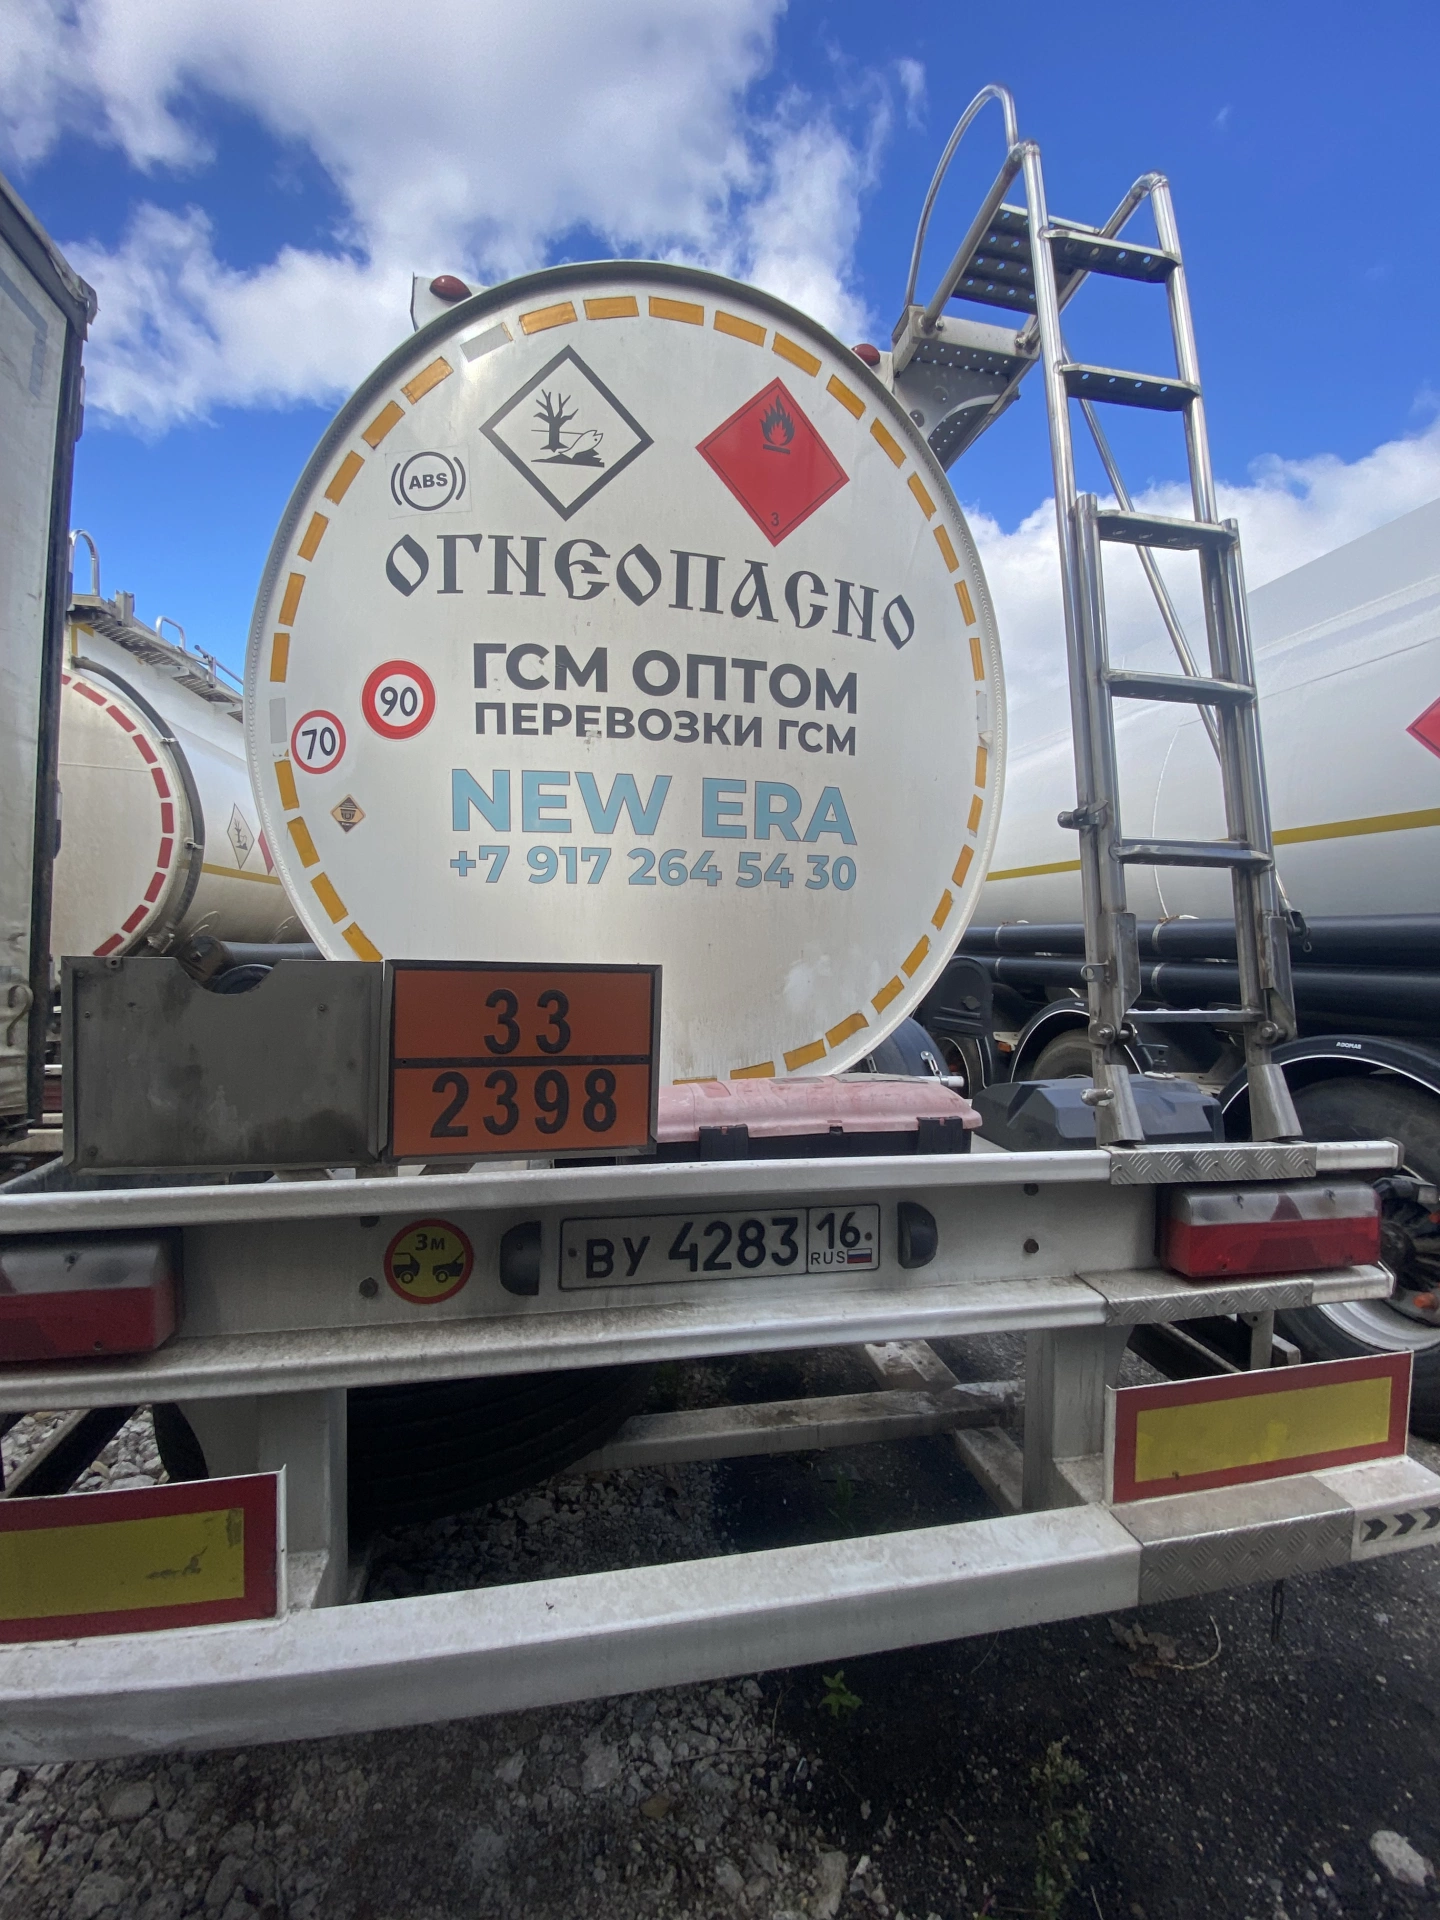 ABS
3
ОГНЕОПАСНО
ГСМ ОПТОМ
ПЕРЕВОЗКИ ГСМ
90
70
NEW ERA
+7 917 264 54 30
33
2398
3м
ВУ 4283 16
RUS